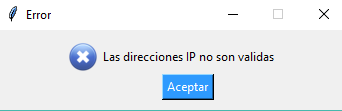 Error
Las direcciones IP no son validas
Aceptar